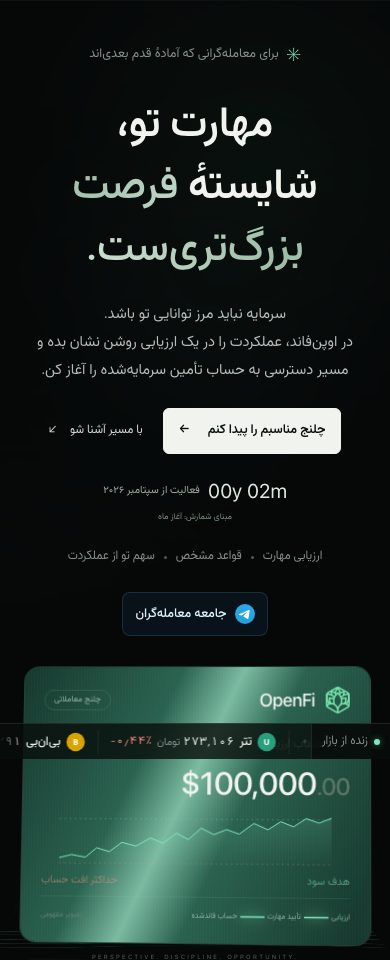 برای معامله‌گرانی که آمادهٔ قدم بعدی‌اند
مهارت تو،
شایستهٔ فرصت
بزرگ‌تری‌ست.
سرمایه نباید مرز توانایی تو باشد.
در اوپن‌فاند، عملکردت را در یک ارزیابی روشن نشان بده و
مسیر دسترسی به حساب تأمین سرمایه‌شده را آغاز کن.
چلنج مناسبم را پیدا کنم ←
با مسیر آشنا شو ↙
00y 02m فعالیت از سپتامبر ۲۰۲۶
مبنای شمارش: آغاز ماه
ارزیابی مهارت • قواعد مشخص • سهم تو از عملکردت
جامعه معامله‌گران
OpenFi
چلنج معاملاتی
زنده از بازار
تتر ۲۷۳,۱۰۶ تومان -۰٫۴۴٪
بی‌ان‌بی ۹۱
$100,000.00
هدف سود
حداکثر افت حساب
ارزیابی تأیید مهارت حساب فاندشده
تصویر مفهومی
PERSPECTIVE. DISCIPLINE. OPPORTUNITY.